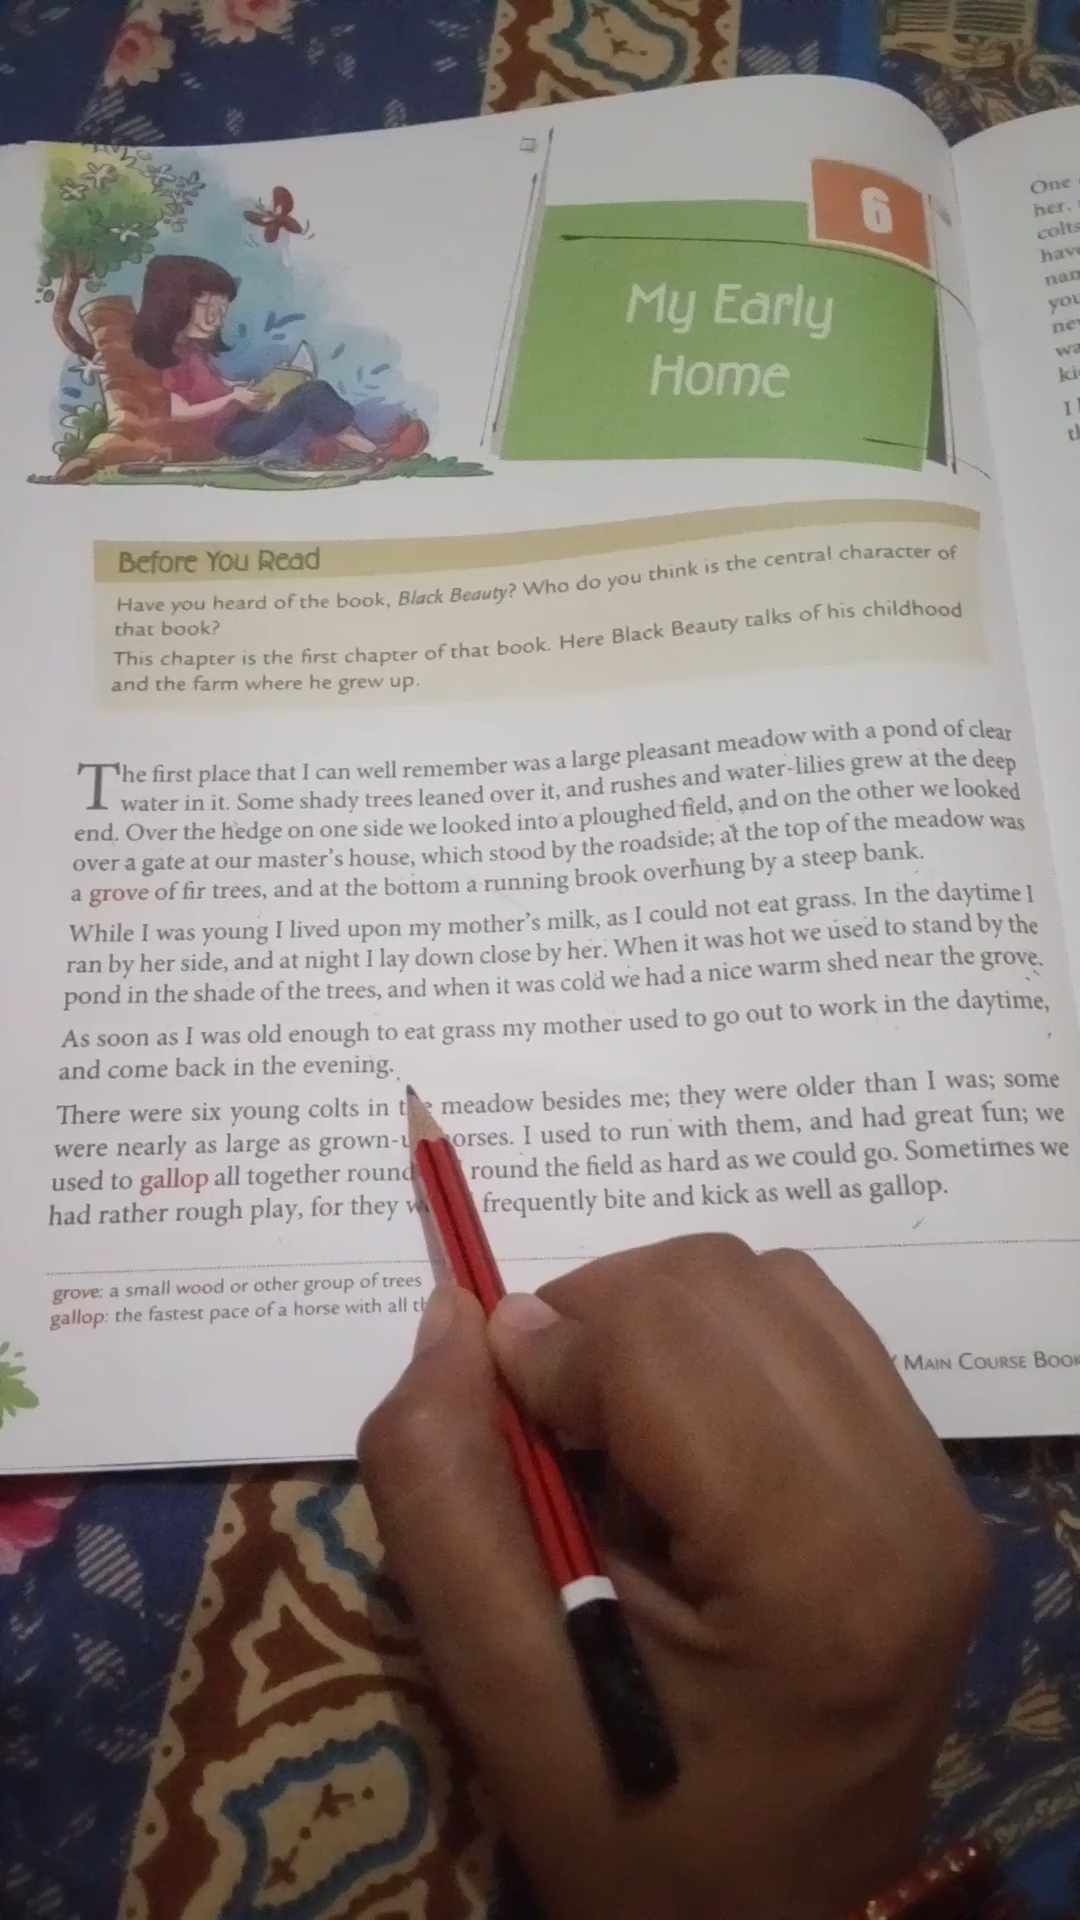 6
My Early
Home
Before You Read
Have you heard of the book, Black Beauty? Who do you think is the central character of
that book?
This chapter is the first chapter of that book. Here Black Beauty talks of his childhood
and the farm where he grew up.
The first place that I can well remember was a large pleasant meadow with a pond of clear
water in it. Some shady trees leaned over it, and rushes and water-lilies grew at the deep
end. Over the hedge on one side we looked into a ploughed field, and on the other we looked
over a gate at our master's house, which stood by the roadside; at the top of the meadow was
a grove of fir trees, and at the bottom a running brook overhung by a steep bank.
While I was young I lived upon my mother's milk, as I could not eat grass. In the daytime I
ran by her side, and at night I lay down close by her. When it was hot we used to stand by the
pond in the shade of the trees, and when it was cold we had a nice warm shed near the grove.
As soon as I was old enough to eat grass my mother used to go out to work in the daytime,
and come back in the evening.
There were six young colts in the meadow besides me; they were older than I was; some
were nearly as large as grown-u orses. I used to run with them, and had great fun; we
used to gallop all together round round the field as hard as we could go. Sometimes we
had rather rough play, for they frequently bite and kick as well as gallop.
grove: a small wood or other group of trees
gallop: the fastest pace of a horse with all
MAIN COURSE BOOK
One
her.
colts
have
nam
you
ne
wa
ki
I